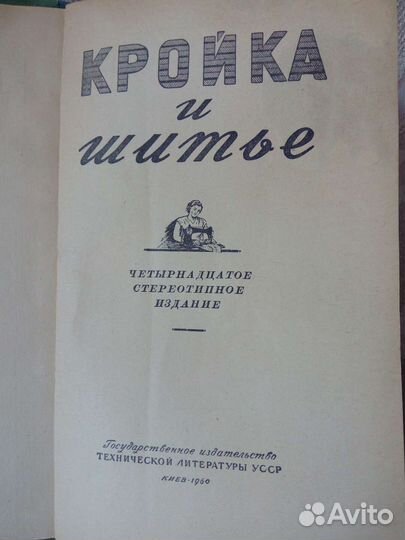 КРОЙКА
и
шитье
ЧЕТЫРНАДЦАТОЕ
СТЕРЕОТИПНОЕ
ИЗДАНИЕ
Государственное издательство
ТЕХНИЧЕСКОЙ ЛИТЕРАТУРЫ УССР
КИЕВ-1960
Avito